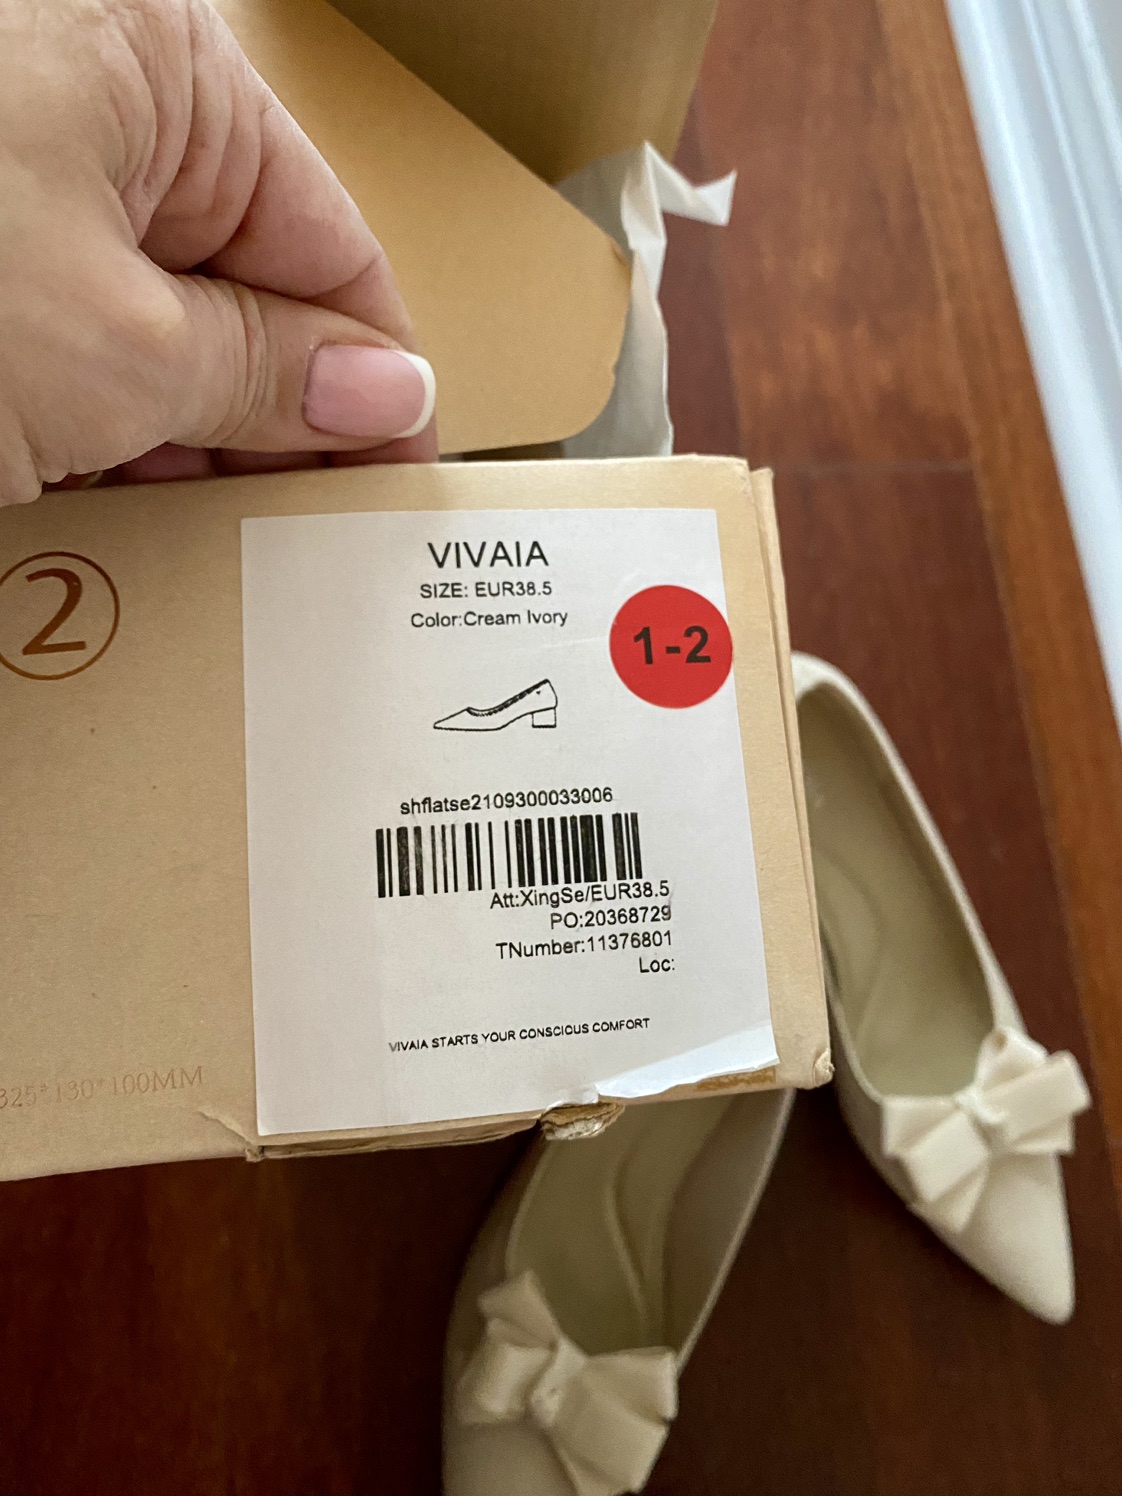 2
VIVAIA
SIZE: EUR38.5
Color:Cream Ivory
1-2
shflatse2109300033006
Att:XingSe/EUR38.5
PO:20368729
TNumber:11376801
Loc:
VIVAIA STARTS YOUR CONSCIOUS COMFORT
325*130*100MM